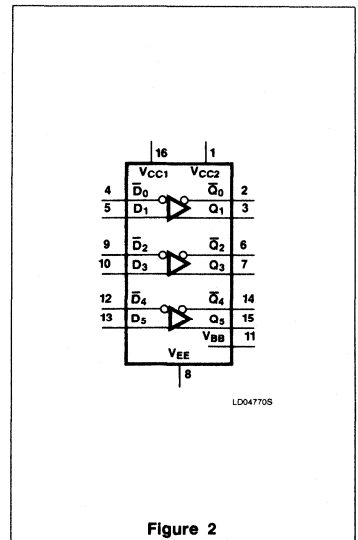 16 1
VCC1 VCC2
4 D̅0 Q̅0 2
5 D1 Q1 3
9 D̅2 Q̅2 6
10 D3 Q3 7
12 D̅4 Q̅4 14
13 D5 Q5 15
VBB 11
VEE
8
LD04770S
Figure 2